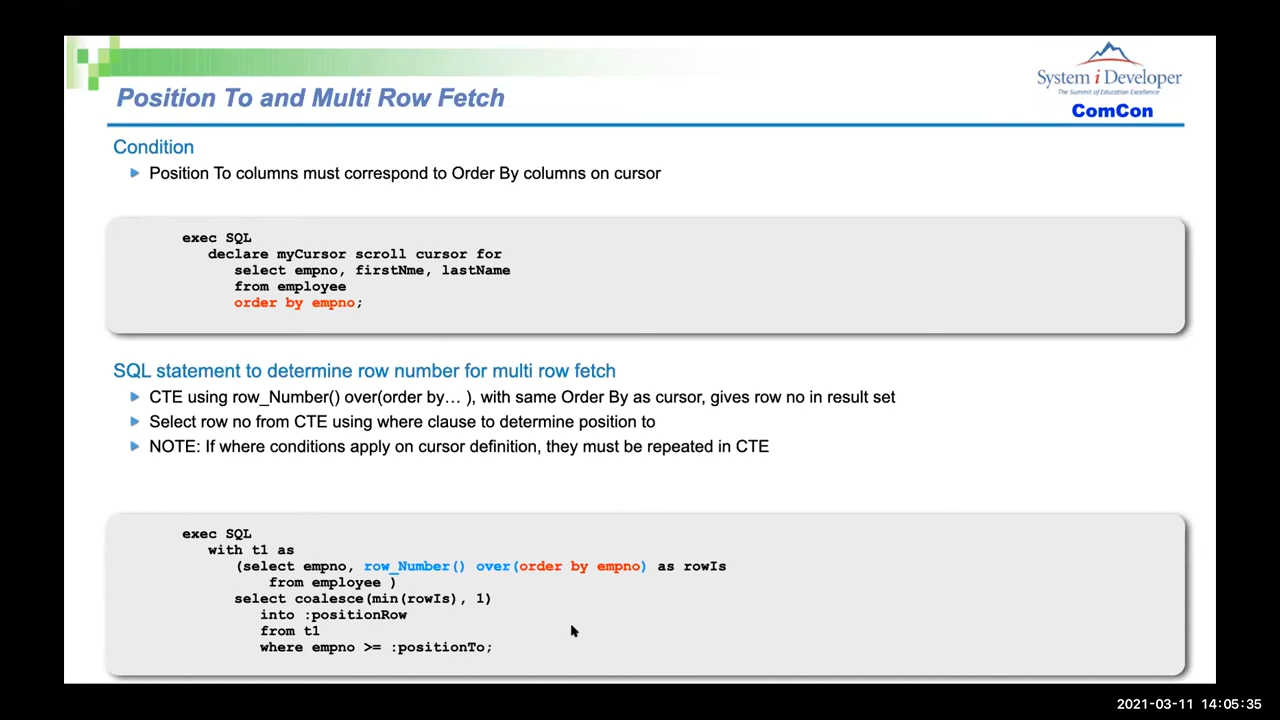 System i Developer
The Summit of Education Excellence
ComCon
Position To and Multi Row Fetch
Condition
Position To columns must correspond to Order By columns on cursor
exec SQL
declare myCursor scroll cursor for
select empno, firstNme, lastName
from employee
order by empno;
SQL statement to determine row number for multi row fetch
CTE using row_Number() over(order by… ), with same Order By as cursor, gives row no in result set
Select row no from CTE using where clause to determine position to
NOTE: If where conditions apply on cursor definition, they must be repeated in CTE
exec SQL
with t1 as
(select empno, row_Number() over(order by empno) as rowIs
from employee )
select coalesce(min(rowIs), 1)
into :positionRow
from t1
where empno >= :positionTo;
2021-03-11 14:05:35